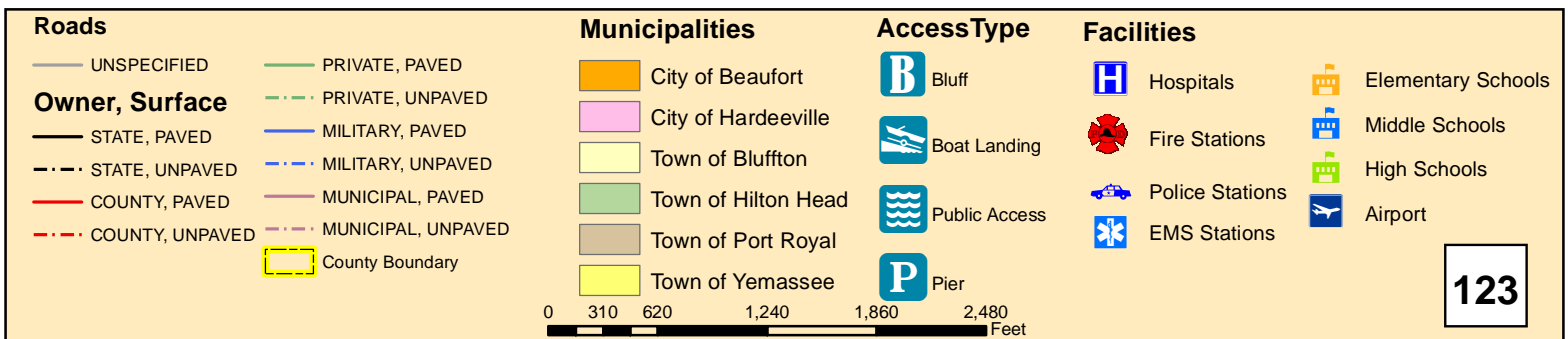 Roads
UNSPECIFIED
Owner, Surface
STATE, PAVED
STATE, UNPAVED
COUNTY, PAVED
COUNTY, UNPAVED
PRIVATE, PAVED
PRIVATE, UNPAVED
MILITARY, PAVED
MILITARY, UNPAVED
MUNICIPAL, PAVED
MUNICIPAL, UNPAVED
County Boundary
Municipalities
City of Beaufort
City of Hardeeville
Town of Bluffton
Town of Hilton Head
Town of Port Royal
Town of Yemassee
AccessType
B Bluff
Boat Landing
Public Access
P Pier
Facilities
H Hospitals
Fire Stations
Police Stations
EMS Stations
Elementary Schools
Middle Schools
High Schools
Airport
0 310 620 1,240 1,860 2,480
Feet
123